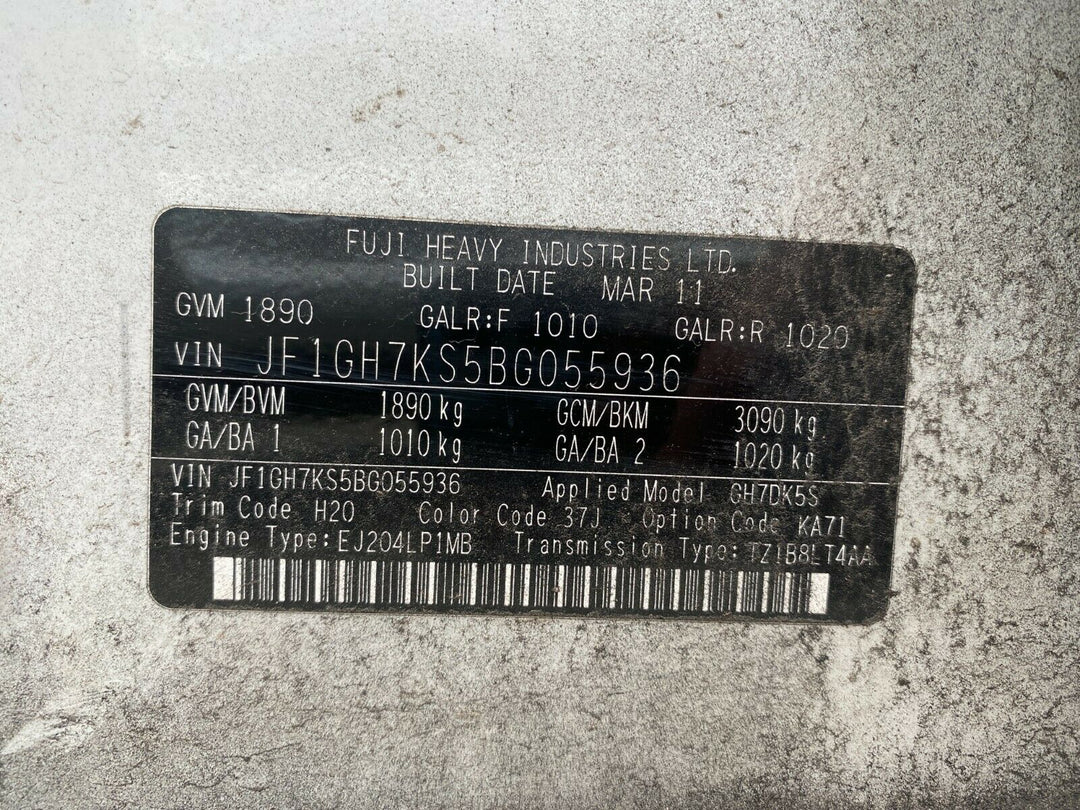 FUJI HEAVY INDUSTRIES LTD.
BUILT DATE MAR 11
GVM 1890 GALR:F 1010 GALR:R 1020
VIN JF1GH7KS5BG055936
GVM/BVM 1890 kg GCM/BKM 3090 kg
GA/BA 1 1010 kg GA/BA 2 1020 kg
VIN JF1GH7KS5BG055936 Applied Model GH7DK5S
Trim Code H20 Color Code 37J Option Code KA71
Engine Type: EJ204LP1MB Transmission Type: TZ1B8LT4AA